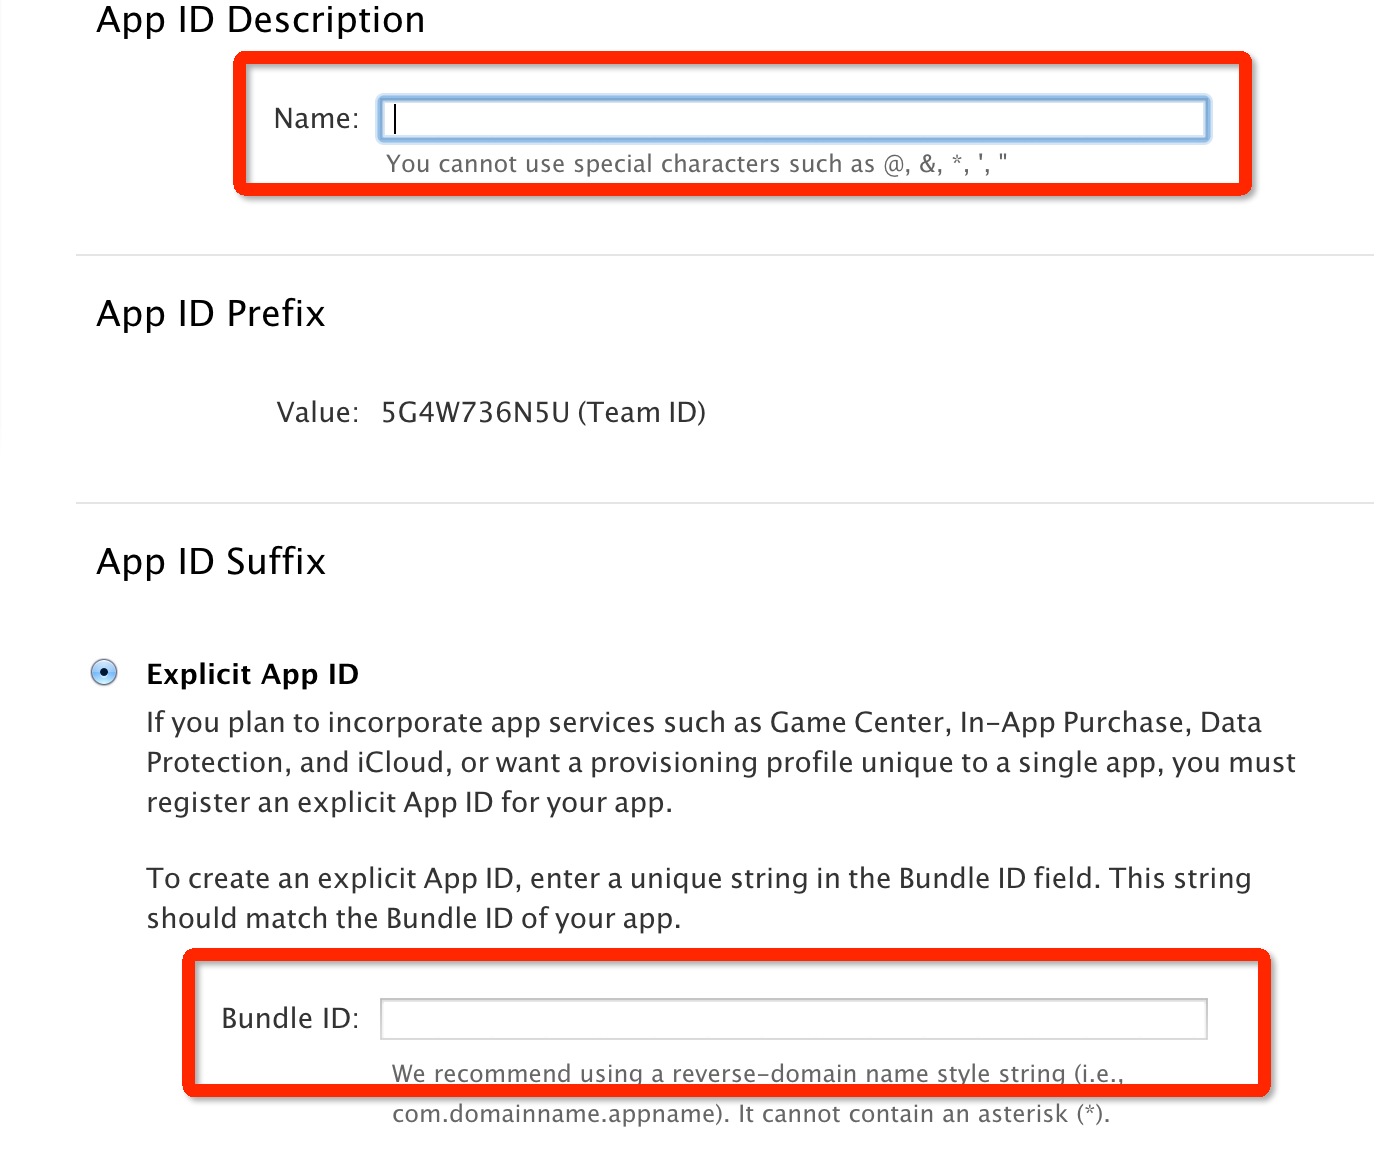 App ID Description
Name:
You cannot use special characters such as @, &, *, ', "
App ID Prefix
Value: 5G4W736N5U (Team ID)
App ID Suffix
Explicit App ID
If you plan to incorporate app services such as Game Center, In-App Purchase, Data
Protection, and iCloud, or want a provisioning profile unique to a single app, you must
register an explicit App ID for your app.
To create an explicit App ID, enter a unique string in the Bundle ID field. This string
should match the Bundle ID of your app.
Bundle ID:
We recommend using a reverse-domain name style string (i.e.,
com.domainname.appname). It cannot contain an asterisk (*).